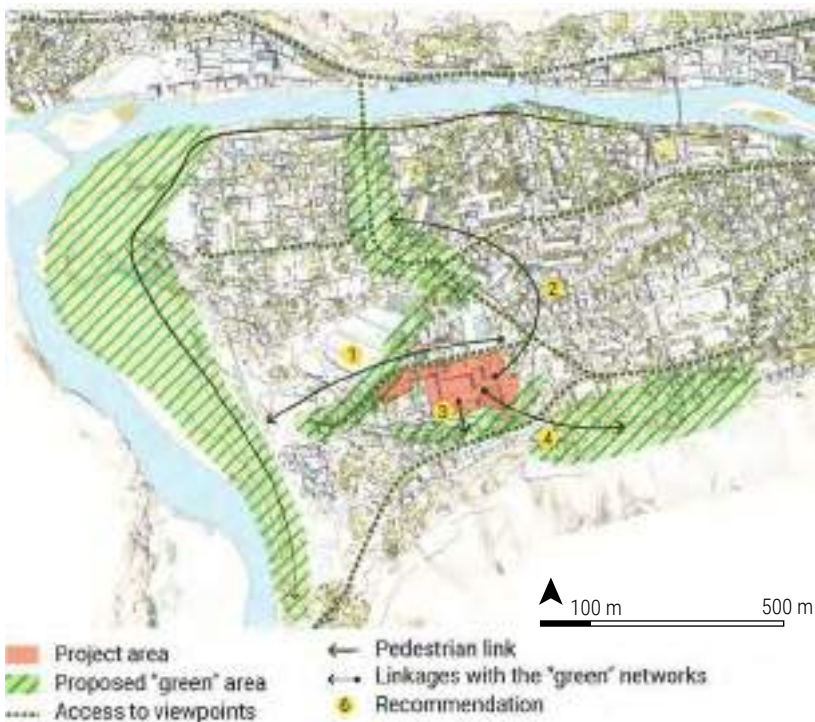 2
1
3
4
100 m 500 m
Project area
Proposed "green" area
Access to viewpoints
Pedestrian link
Linkages with the "green" networks
6 Recommendation